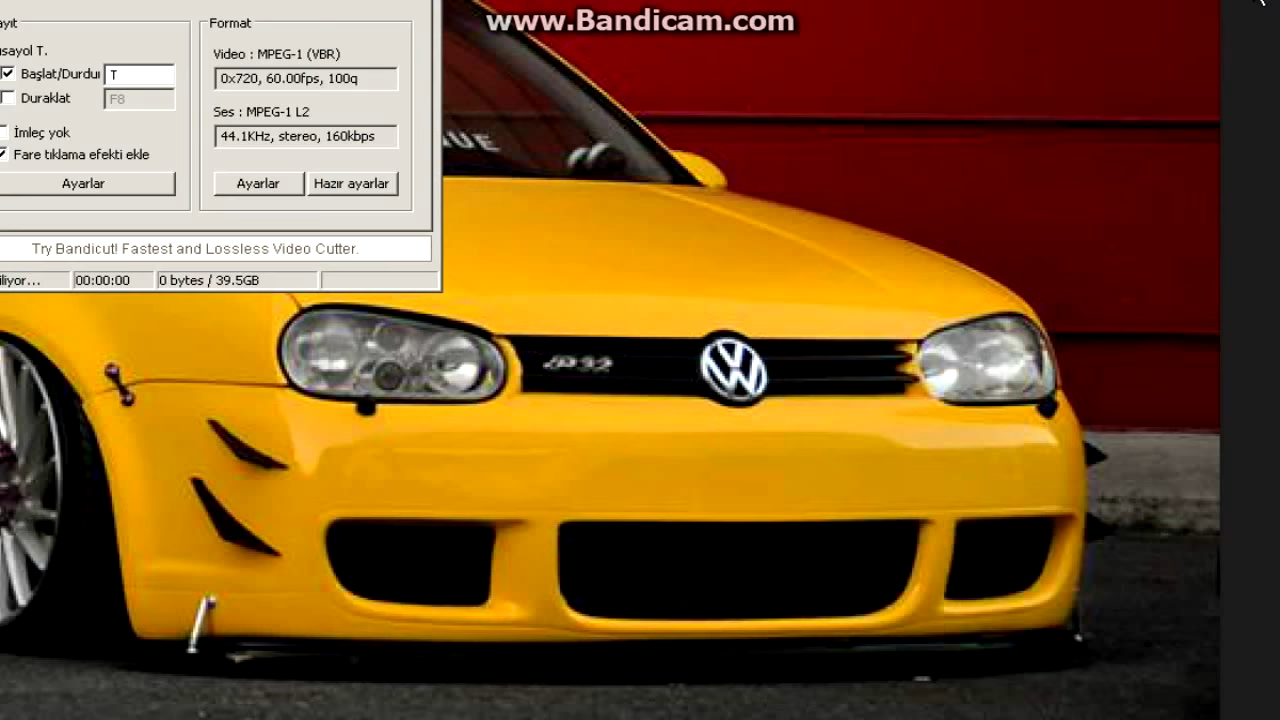 www.Bandicam.com
ayıt
Format
sayol T.
Video : MPEG-1 (VBR)
Başlat/Durdu
T
0x720, 60.00fps, 100q
Duraklat
F8
Ses : MPEG-1 L2
İmleç yok
44.1KHz, stereo, 160kbps
Fare tıklama efekti ekle
Ayarlar
Ayarlar
Hazır ayarlar
Try Bandicut! Fastest and Lossless Video Cutter.
iliyor...
00:00:00
0 bytes / 39.5GB
VW